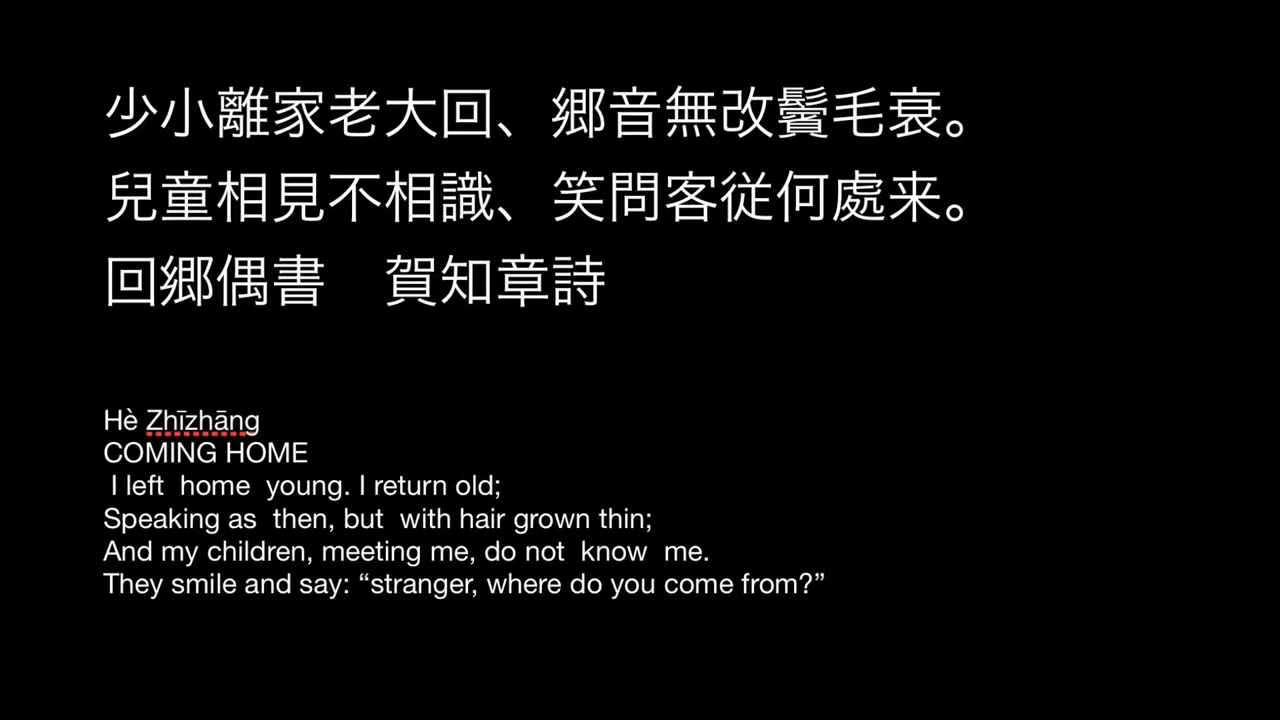 少小離家老大回、郷音無改鬢毛衰。
兒童相見不相識、笑問客従何處来。
回郷偶書　賀知章詩
Hè Zhīzhāng
COMING HOME
I left  home  young. I return old;
Speaking as  then, but  with hair grown thin;
And my children, meeting me, do not  know  me.
They smile and say: “stranger, where do you come from?”